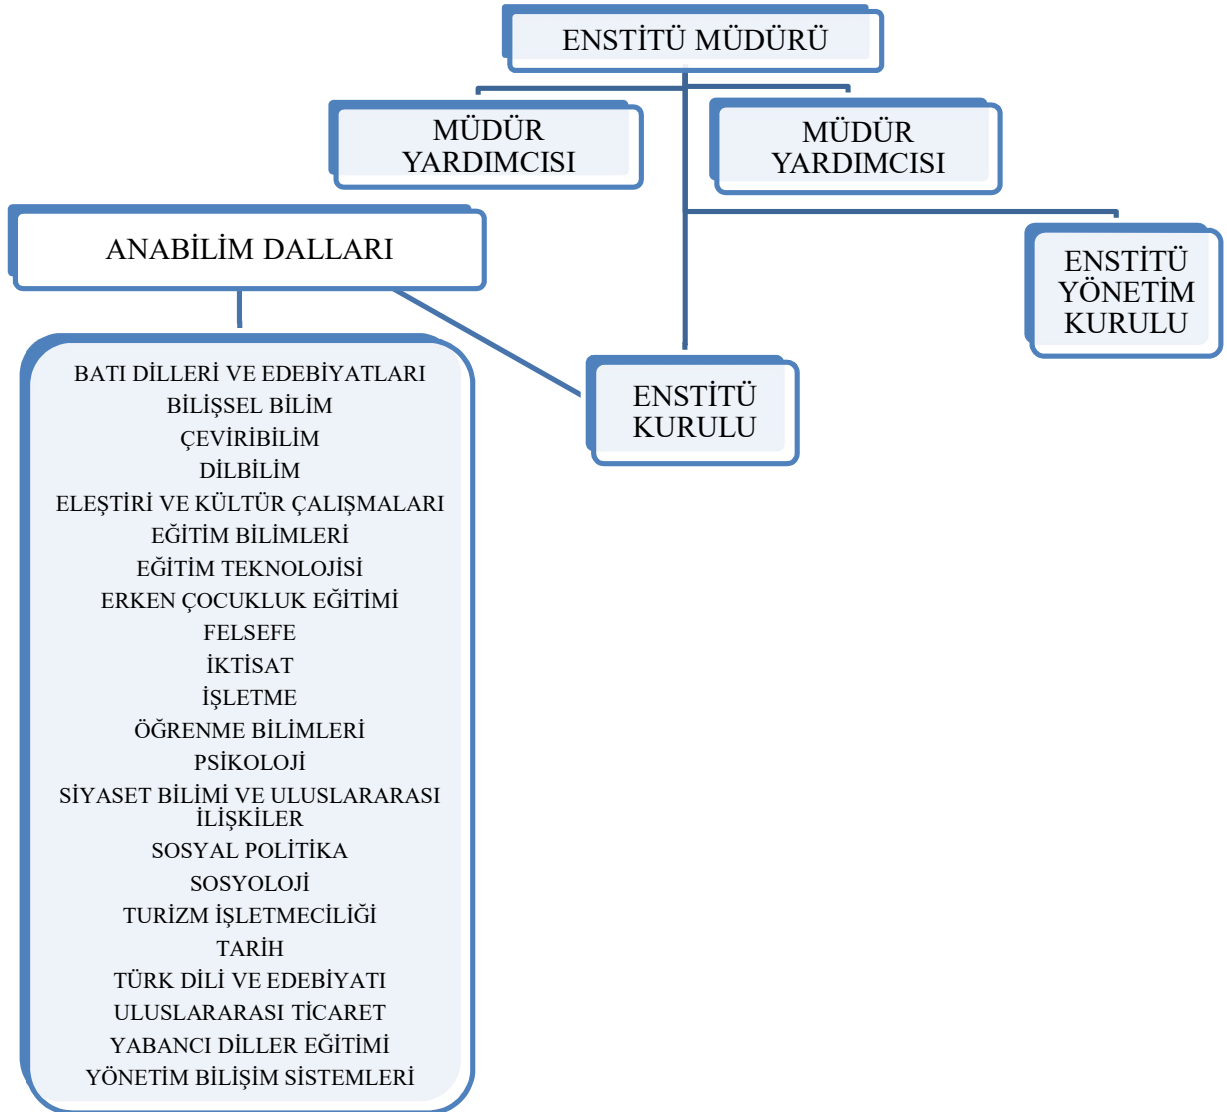 ENSTİTÜ MÜDÜRÜ
MÜDÜR
YARDIMCISI
MÜDÜR
YARDIMCISI
ANABİLİM DALLARI
ENSTİTÜ
YÖNETİM
KURULU
ENSTİTÜ
KURULU
BATI DİLLERİ VE EDEBİYATLARI
BİLİŞSEL BİLİM
ÇEVİRİBİLİM
DİLBİLİM
ELEŞTİRİ VE KÜLTÜR ÇALIŞMALARI
EĞİTİM BİLİMLERİ
EĞİTİM TEKNOLOJİSİ
ERKEN ÇOCUKLUK EĞİTİMİ
FELSEFE
İKTİSAT
İŞLETME
ÖĞRENME BİLİMLERİ
PSİKOLOJİ
SİYASET BİLİMİ VE ULUSLARARASI
İLİŞKİLER
SOSYAL POLİTİKA
SOSYOLOJİ
TURİZM İŞLETMECİLİĞİ
TARİH
TÜRK DİLİ VE EDEBİYATI
ULUSLARARASI TİCARET
YABANCI DİLLER EĞİTİMİ
YÖNETİM BİLİŞİM SİSTEMLERİ